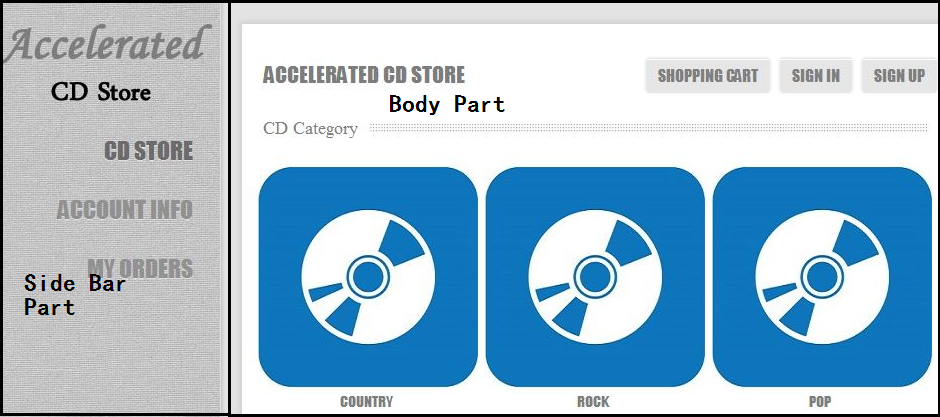 Accelerated
CD Store
CD STORE
ACCOUNT INFO
MY ORDERS
Side Bar
Part
ACCELERATED CD STORE
SHOPPING CART
SIGN IN
SIGN UP
Body Part
CD Category
COUNTRY
ROCK
POP